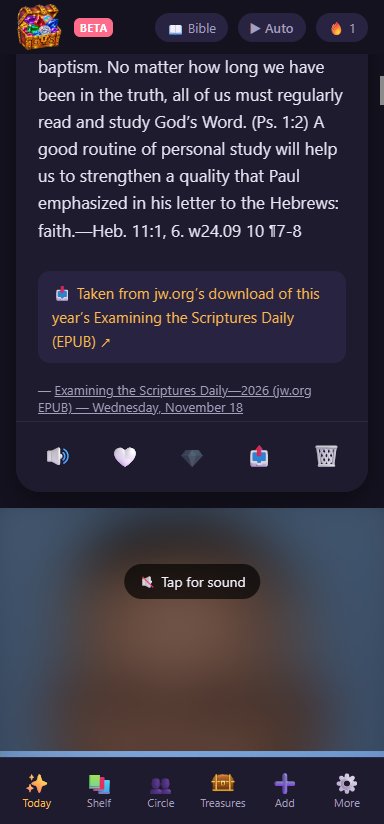 BETA
Bible
Auto
1
baptism. No matter how long we have
been in the truth, all of us must regularly
read and study God’s Word. (Ps. 1:2) A
good routine of personal study will help
us to strengthen a quality that Paul
emphasized in his letter to the Hebrews:
faith.—Heb. 11:1, 6. w24.09 10 ¶7-8
Taken from jw.org’s download of this
year’s Examining the Scriptures Daily
(EPUB) ↗
— Examining the Scriptures Daily—2026 (jw.org
EPUB) — Wednesday, November 18
Tap for sound
Today
Shelf
Circle
Treasures
Add
More